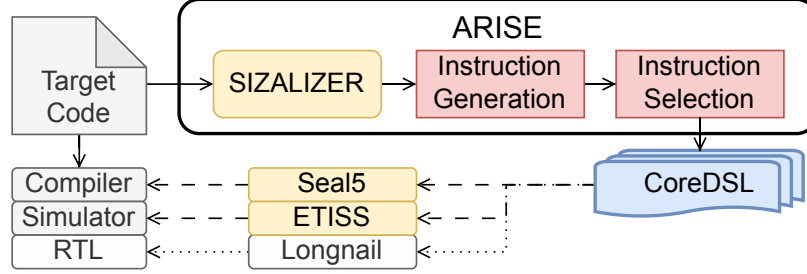 ARISE
Target
Code
SIZALIZER
Instruction
Generation
Instruction
Selection
Compiler
Seal5
CoreDSL
Simulator
ETISS
RTL
Longnail